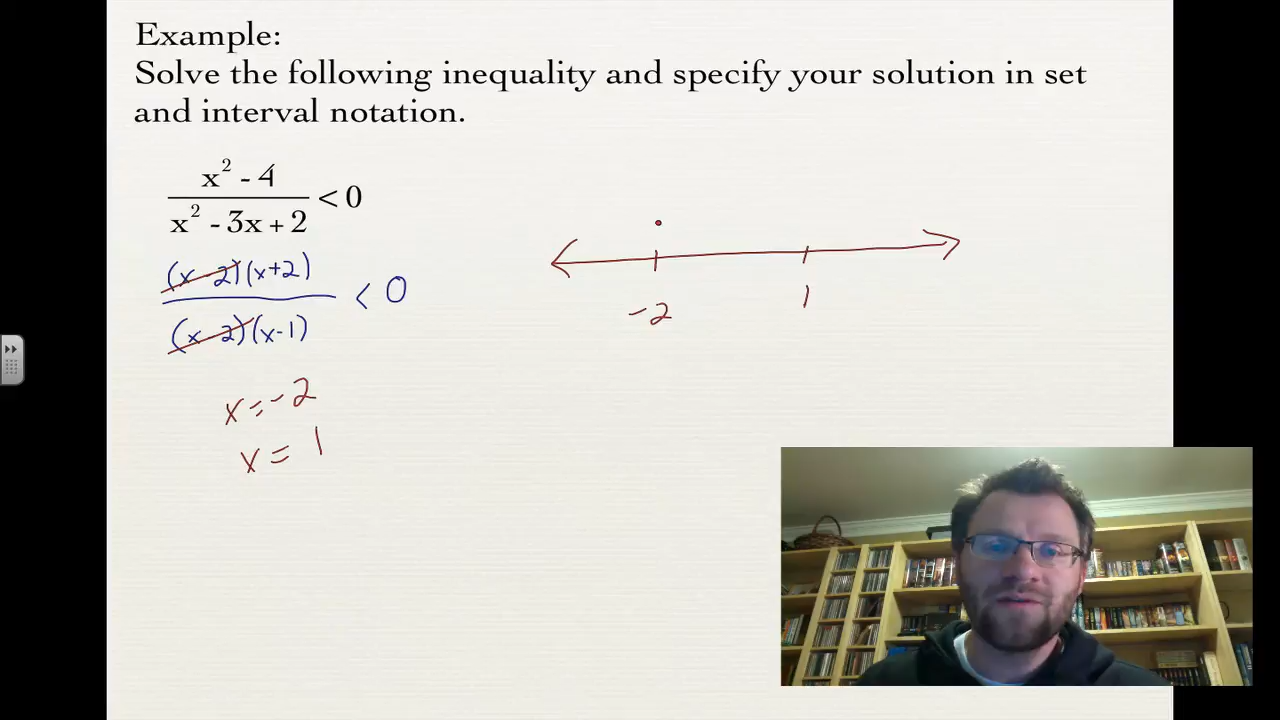 Example:
Solve the following inequality and specify your solution in set
and interval notation.
x² - 4
x² - 3x + 2
< 0
(x-2)(x+2)
(x-2)(x-1)
< 0
x = -2
x = 1
-2 1